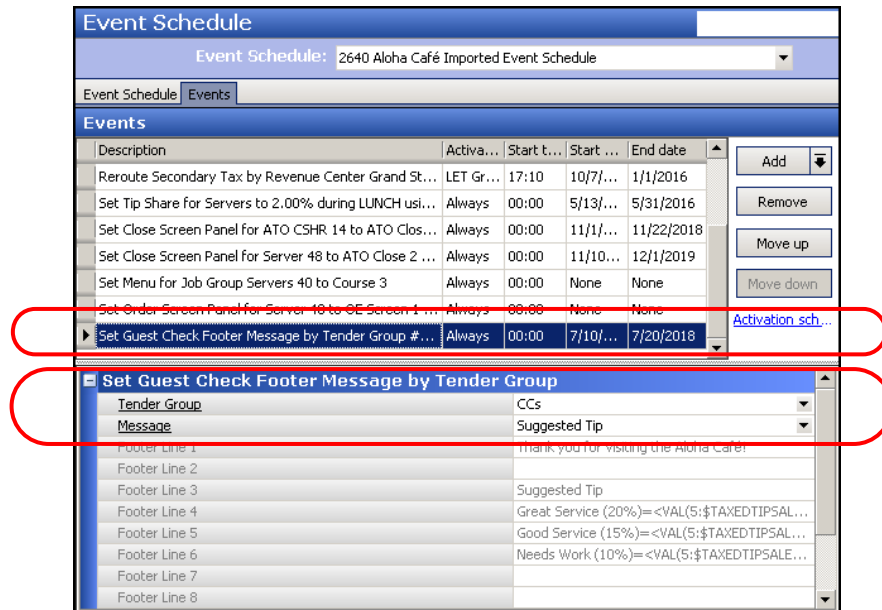 Event Schedule
Event Schedule: 2640 Aloha Café Imported Event Schedule
Event Schedule Events
Events
Description Activa... Start t... Start ... End date
Reroute Secondary Tax by Revenue Center Grand St... LET Gr... 17:10 10/7/... 1/1/2016
Set Tip Share for Servers to 2.00% during LUNCH usi... Always 00:00 5/13/... 5/31/2016
Set Close Screen Panel for ATO CSHR 14 to ATO Clos... Always 00:00 11/1/... 11/22/2018
Set Close Screen Panel for Server 48 to ATO Close 2 ... Always 00:00 11/10... 12/1/2019
Set Menu for Job Group Servers 40 to Course 3 Always 00:00 None None
Set Order Screen Panel for Server 48 to OE Screen 1 ... Always 00:00 None None
Set Guest Check Footer Message by Tender Group #... Always 00:00 7/10/... 7/20/2018
Add
Remove
Move up
Move down
Activation sch...
Set Guest Check Footer Message by Tender Group
Tender Group CCs
Message Suggested Tip
Footer Line 1 Thank you for visiting the Aloha Café!
Footer Line 2
Footer Line 3 Suggested Tip
Footer Line 4 Great Service (20%)=<VAL(5:$TAXEDTIPSAL...
Footer Line 5 Good Service (15%)=<VAL(5:$TAXEDTIPSAL...
Footer Line 6 Needs Work (10%)=<VAL(5:$TAXEDTIPSALE...
Footer Line 7
Footer Line 8